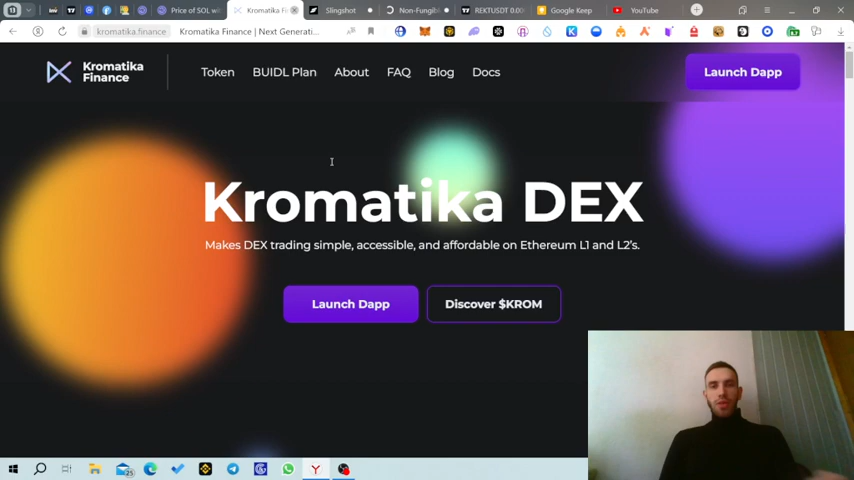 Price of SOL wi
Kromatika Fi
Slingshot
Non-Fungib
REKTUSDT 0.00
Google Keep
YouTube
kromatika.finance
Kromatika Finance | Next Generati...
Kromatika
Finance
Token
BUIDL Plan
About
FAQ
Blog
Docs
Launch Dapp
Kromatika DEX
Makes DEX trading simple, accessible, and affordable on Ethereum L1 and L2's.
Launch Dapp
Discover $KROM
25